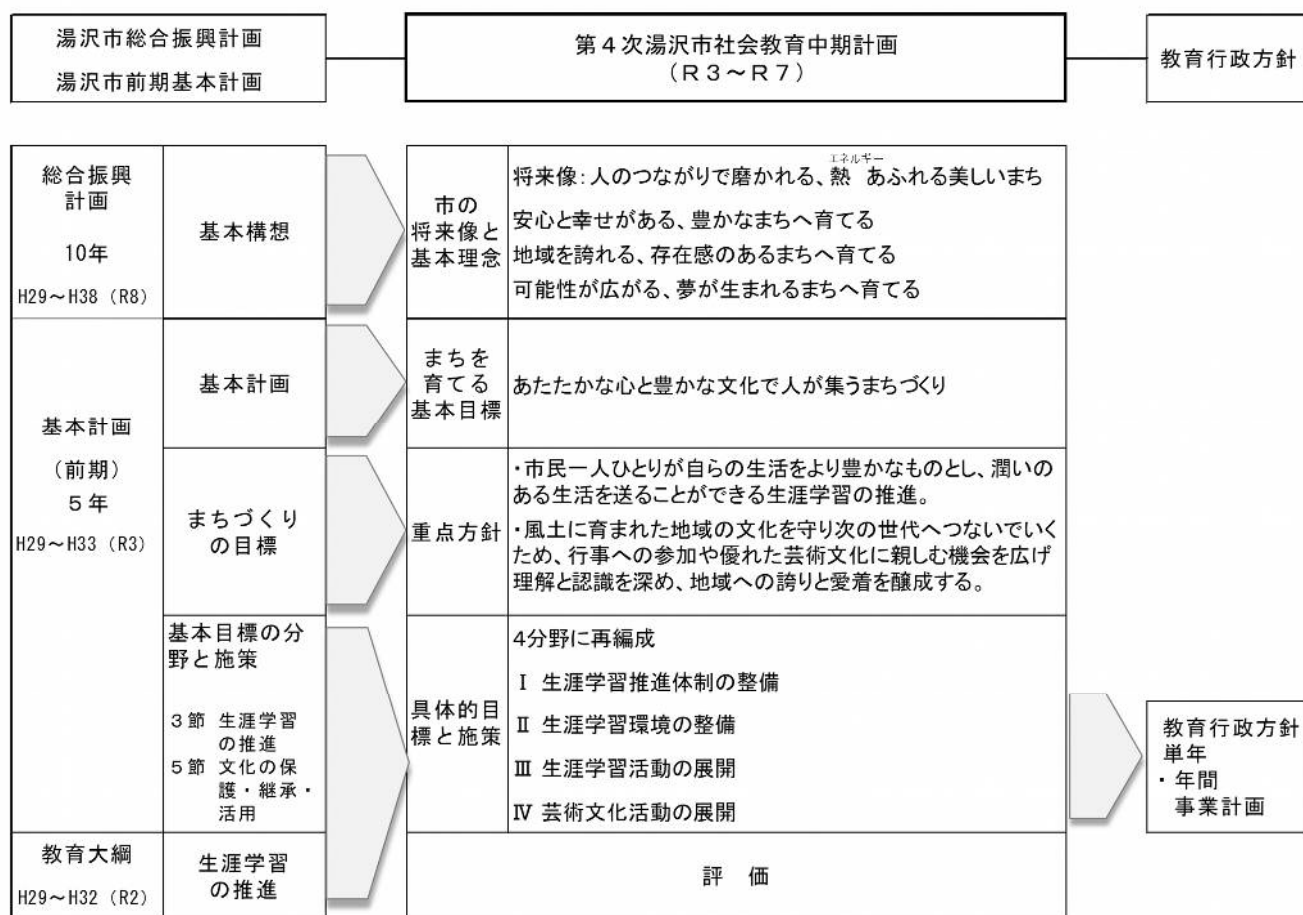 湯沢市総合振興計画
湯沢市前期基本計画
第４次湯沢市社会教育中期計画
（Ｒ３～Ｒ７）
教育行政方針
総合振興
計画
10年
H29～H38（R8）
基本構想
市の
将来像と
基本理念
エネルギー
将来像：人のつながりで磨かれる、熱 あふれる美しいまち
安心と幸せがある、豊かなまちへ育てる
地域を誇れる、存在感のあるまちへ育てる
可能性が広がる、夢が生まれるまちへ育てる
基本計画
（前期）
５年
H29～H33（R3）
基本計画
まちを
育てる
基本目標
あたたかな心と豊かな文化で人が集うまちづくり
まちづくり
の目標
重点方針
・市民一人ひとりが自らの生活をより豊かなものとし、潤いの
ある生活を送ることができる生涯学習の推進。
・風土に育まれた地域の文化を守り次の世代へつないでいく
ため、行事への参加や優れた芸術文化に親しむ機会を広げ
理解と認識を深め、地域への誇りと愛着を醸成する。
基本目標の分
野と施策
３節 生涯学習
の推進
５節 文化の保
護・継承・
活用
具体的目
標と施策
4分野に再編成
Ⅰ 生涯学習推進体制の整備
Ⅱ 生涯学習環境の整備
Ⅲ 生涯学習活動の展開
Ⅳ 芸術文化活動の展開
教育行政方針
単年
・年間
事業計画
教育大綱
H29～H32（R2）
生涯学習
の推進
評　価